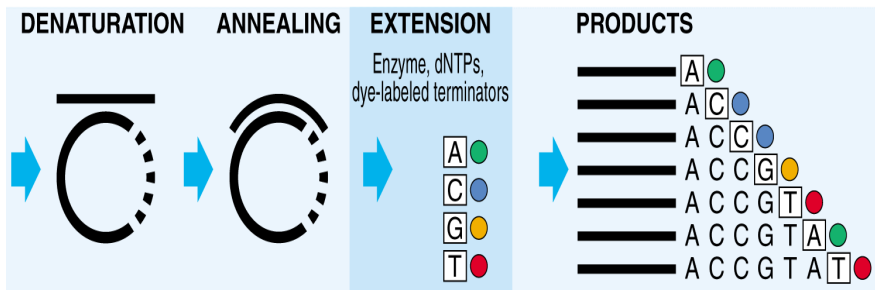 DENATURATION
ANNEALING
EXTENSION
Enzyme, dNTPs,
dye-labeled terminators
A
C
G
T
PRODUCTS
A
A C
A C C
A C C G
A C C G T
A C C G T A
A C C G T A T